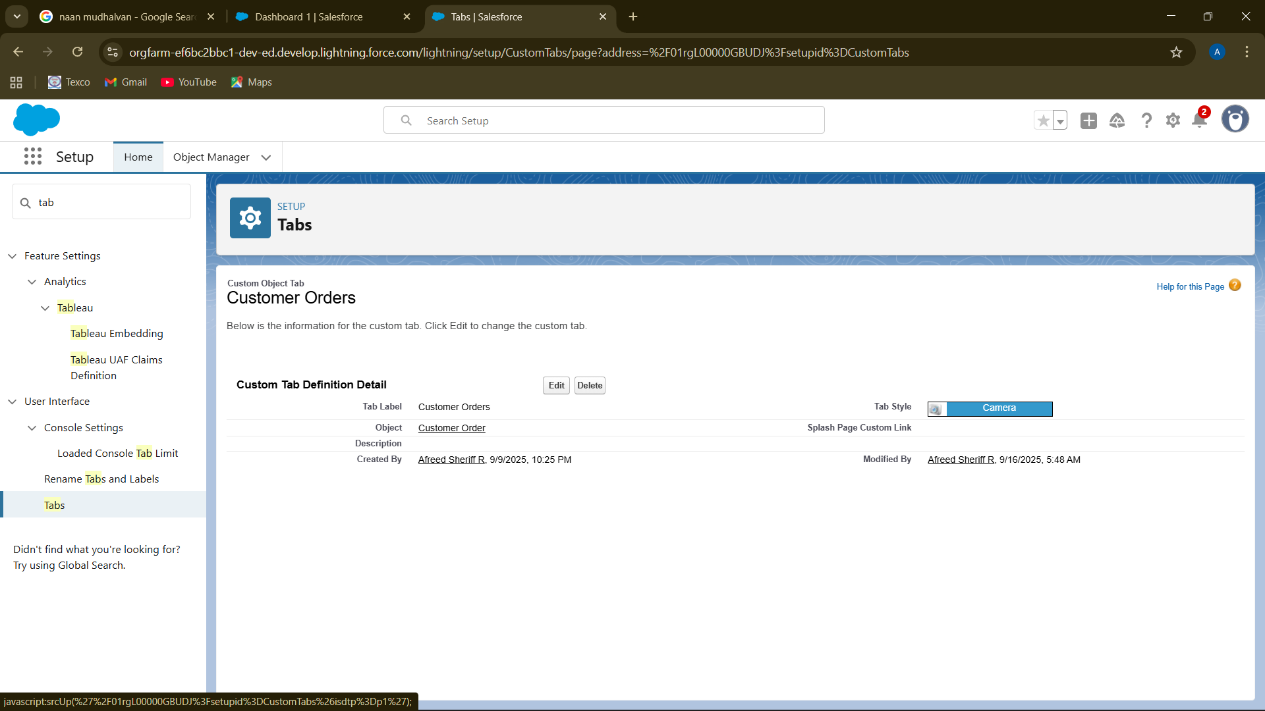 naan mudhalvan - Google Sear
Dashboard 1 | Salesforce
Tabs | Salesforce
orgfarm-ef6bc2bbc1-dev-ed.develop.lightning.force.com/lightning/setup/CustomTabs/page?address=%2F01rgL00000GBUDJ%3Fsetupid%3DCustomTabs
A
Texco
Gmail
YouTube
Maps
Search Setup
2
Setup
Home
Object Manager
tab
SETUP
Tabs
Feature Settings
Analytics
Tableau
Tableau Embedding
Tableau UAF Claims
Definition
User Interface
Console Settings
Loaded Console Tab Limit
Rename Tabs and Labels
Tabs
Didn't find what you're looking for?
Try using Global Search.
Custom Object Tab
Customer Orders
Help for this Page
Below is the information for the custom tab. Click Edit to change the custom tab.
Custom Tab Definition Detail
Edit
Delete
Tab Label Customer Orders Tab Style Camera
Object Customer Order Splash Page Custom Link
Description
Created By Afreed Sheriff R, 9/9/2025, 10:25 PM Modified By Afreed Sheriff R, 9/16/2025, 5:48 AM
javascript:srcUp(%27%2F01rgL00000GBUDJ%3Fsetupid%3DCustomTabs%26isdtp%3Dp1%27);